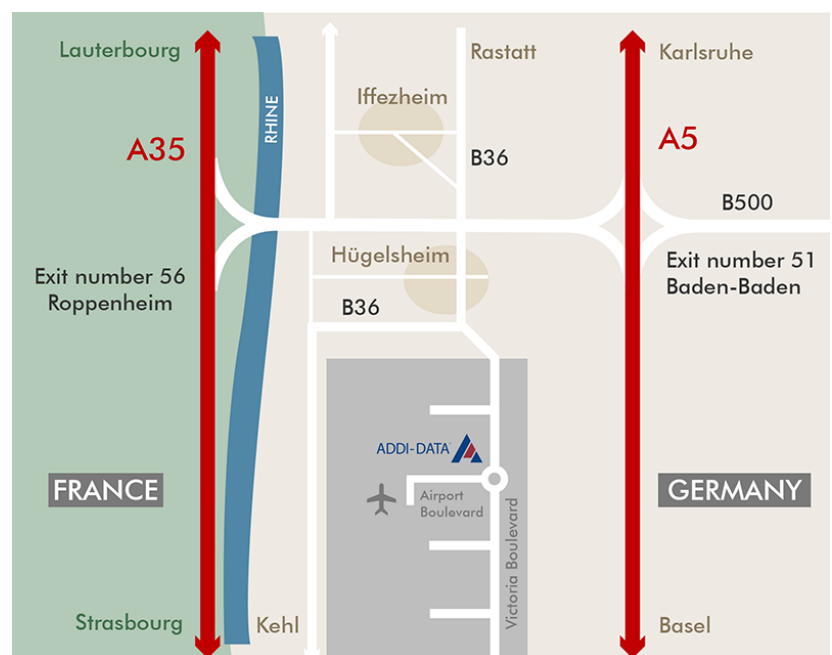 Lauterbourg
Rastatt
Karlsruhe
Iffezheim
RHINE
A35
B36
A5
B500
Exit number 56
Roppenheim
Hügelsheim
Exit number 51
Baden-Baden
B36
ADDI-DATA
FRANCE
Airport
Boulevard
GERMANY
Victoria Boulevard
Strasbourg
Kehl
Basel